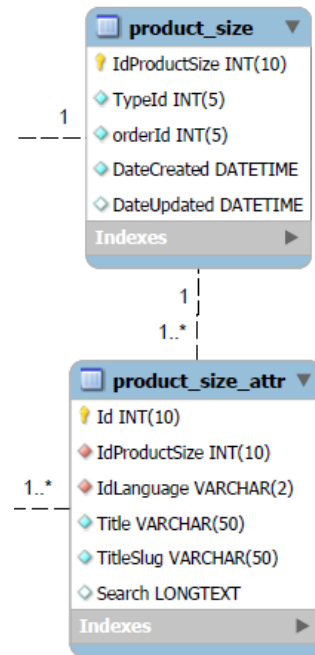 product_size
IdProductSize INT(10)
TypeId INT(5)
1
orderId INT(5)
DateCreated DATETIME
DateUpdated DATETIME
Indexes
1
1..*
product_size_attr
Id INT(10)
IdProductSize INT(10)
1..*
IdLanguage VARCHAR(2)
Title VARCHAR(50)
TitleSlug VARCHAR(50)
Search LONGTEXT
Indexes